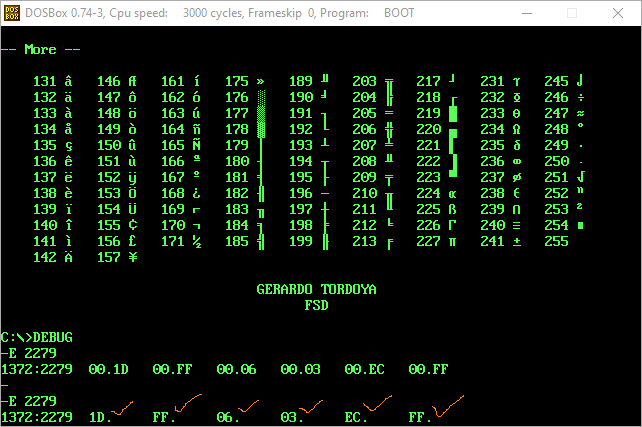 DOSBox 0.74-3, Cpu speed: 3000 cycles, Frameskip 0, Program: BOOT
-- More --
131 â 146 Æ 161 í 175 » 189 ╜ 203 ╦ 217 ┘ 231 τ 245 ⌡
132 ä 147 ô 162 ó 176 ░ 190 ╛ 204 ╠ 218 ┌ 232 Φ 246 ÷
133 à 148 ö 163 ú 177 ▒ 191 ┐ 205 ═ 219 █ 233 Θ 247 ≈
134 å 149 ò 164 ñ 178 ▓ 192 └ 206 ╬ 220 ▄ 234 Ω 248 °
135 ç 150 û 165 Ñ 179 │ 193 ┴ 207 ╧ 221 ▌ 235 δ 249 ∙
136 ê 151 ù 166 ª 180 ┤ 194 ┬ 208 ╨ 222 ▐ 236 ∞ 250 ·
137 ë 152 ÿ 167 º 181 ╡ 195 ├ 209 ╤ 223 ▀ 237 φ 251 √
138 è 153 Ö 168 ¿ 182 ╢ 196 ─ 210 ╥ 224 α 238 ε 252 ⁿ
139 ï 154 Ü 169 ⌐ 183 ╖ 197 ┼ 211 ╙ 225 ß 239 ∩ 253 ²
140 î 155 ¢ 170 ¬ 184 ╕ 198 ╞ 212 ╘ 226 Γ 240 ≡ 254 ■
141 ì 156 £ 171 ½ 185 ╣ 199 ╟ 213 ╒ 227 π 241 ± 255
142 Ä 157 ¥
GERARDO TORDOYA
FSD
C:\>DEBUG
-E 2279
1372:2279 00.1D 00.FF 00.06 00.03 00.EC 00.FF
-
-E 2279
1372:2279 1D. FF. 06. 03. EC. FF.